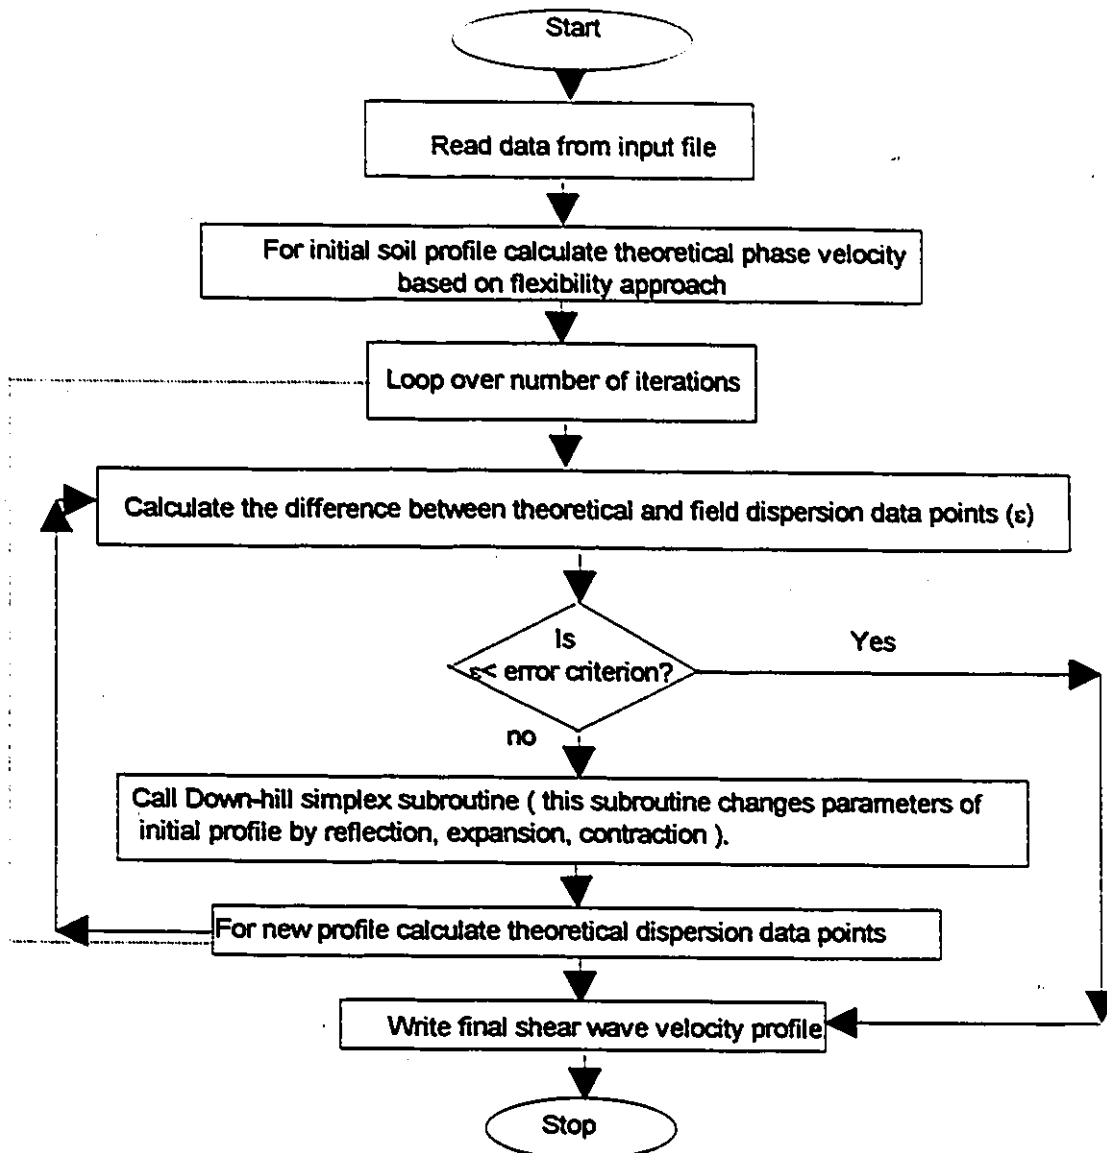 Start
Read data from input file
For initial soil profile calculate theoretical phase velocity
based on flexibility approach
Loop over number of iterations
Calculate the difference between theoretical and field dispersion data points (ε)
Is
ε< error criterion?
Yes
no
Call Down-hill simplex subroutine ( this subroutine changes parameters of
initial profile by reflection, expansion, contraction ).
For new profile calculate theoretical dispersion data points
Write final shear wave velocity profile
Stop